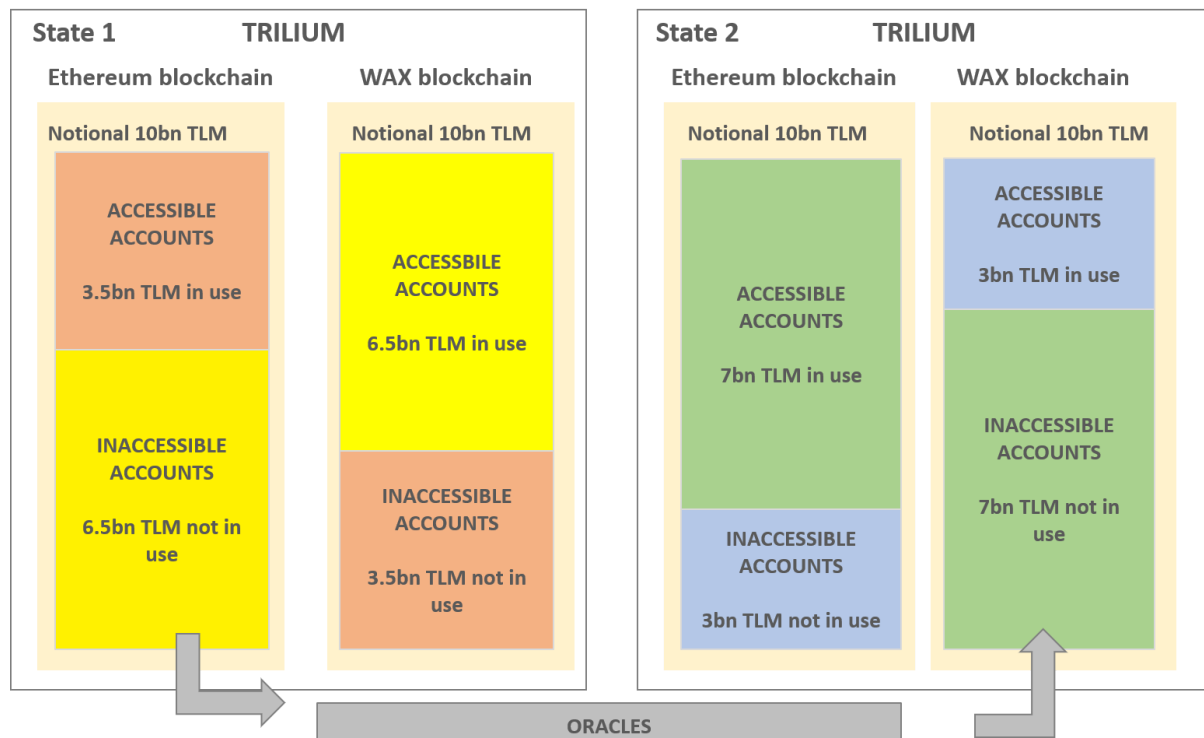 State 1 TRILIUM
Ethereum blockchain
WAX blockchain
Notional 10bn TLM
ACCESSIBLE
ACCOUNTS
3.5bn TLM in use
INACCESSIBLE
ACCOUNTS
6.5bn TLM not in
use
Notional 10bn TLM
ACCESSBILE
ACCOUNTS
6.5bn TLM in use
INACCESSIBLE
ACCOUNTS
3.5bn TLM not in
use
State 2 TRILIUM
Ethereum blockchain
WAX blockchain
Notional 10bn TLM
ACCESSIBLE
ACCOUNTS
7bn TLM in use
INACCESSIBLE
ACCOUNTS
3bn TLM not in use
Notional 10bn TLM
ACCESSIBLE
ACCOUNTS
3bn TLM in use
INACCESSIBLE
ACCOUNTS
7bn TLM not in
use
ORACLES